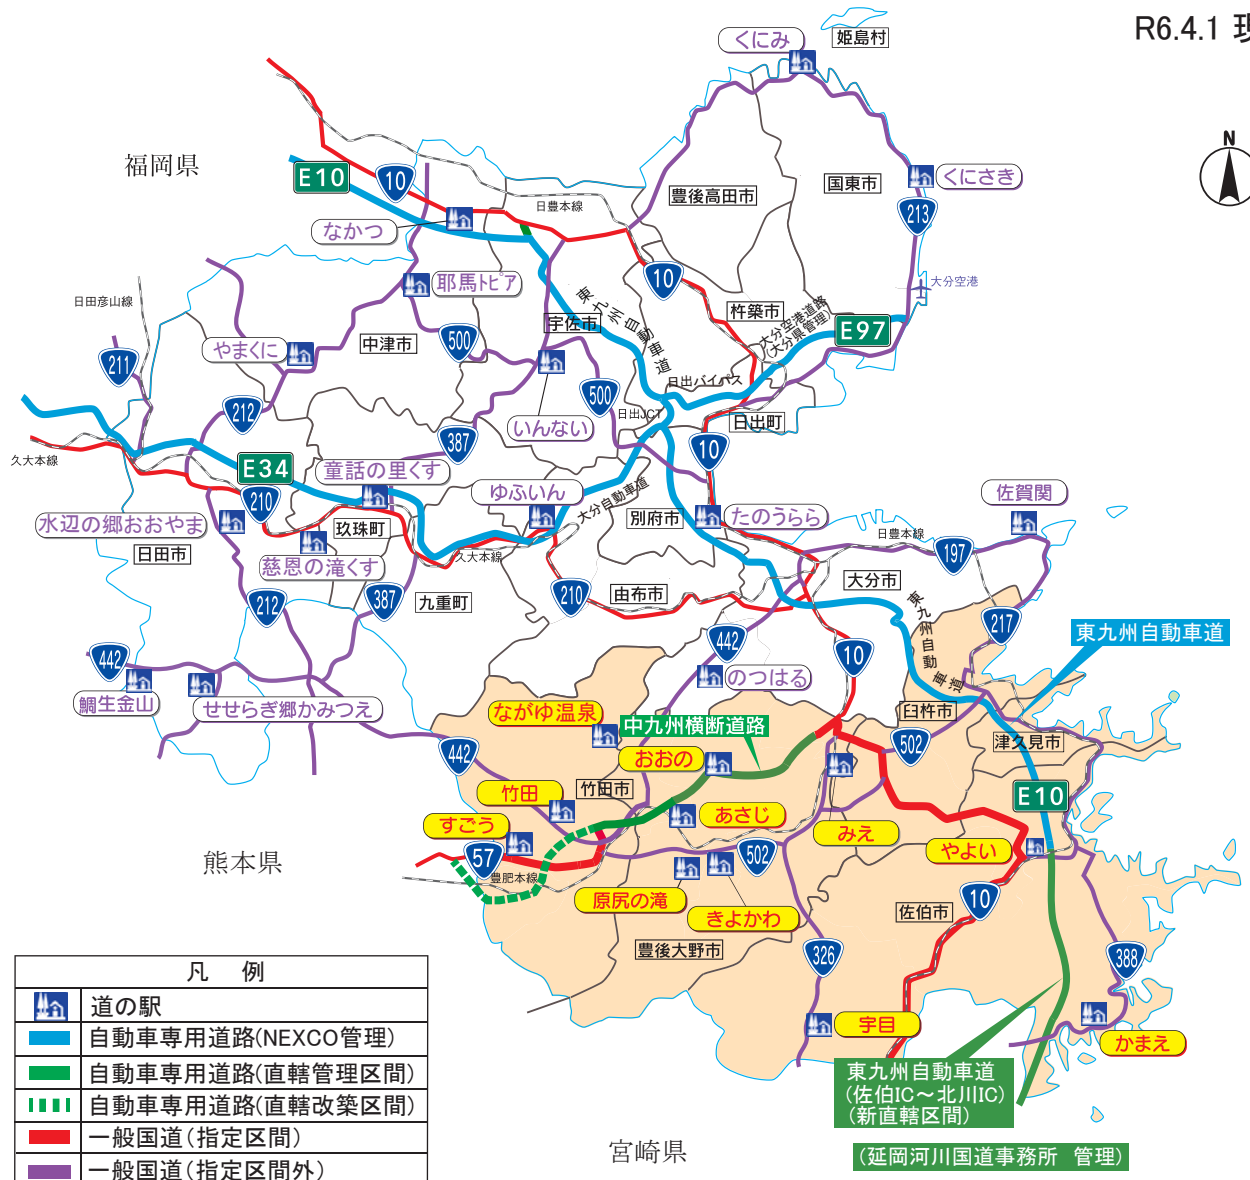 R6.4.1 現
姫島村
くにみ
N
福岡県
E10
10
日豊本線
豊後高田市
国東市
くにさき
213
なかつ
10
大分空港
耶馬トピア
日田彦山線
東九州自動車道
宇佐市
杵築市
大分空港道路
(大分県管理)
E97
211
やまくに
中津市
500
日出バイパス
500
212
387
いんない
日出JCT
日出町
10
久大本線
E34
童話の里くす
210
ゆふいん
大分自動車道
別府市
たのうらら
佐賀関
水辺の郷おおやま
日田市
玖珠町
慈恩の滝くす
久大本線
日豊本線
197
大分市
212
387
九重町
210
由布市
東九州自動車道
217
東九州自動車道
442
10
442
鯛生金山
せせらぎ郷かみつえ
のつはる
ながゆ温泉
中九州横断道路
臼杵市
津久見市
442
おおの
502
竹田
竹田市
E10
すごう
あさじ
みえ
やよい
熊本県
57
豊肥本線
502
原尻の滝
きよかわ
10
佐伯市
豊後大野市
326
388
宇目
かまえ
東九州自動車道
(佐伯IC～北川IC)
(新直轄区間)
宮崎県
(延岡河川国道事務所 管理)
凡 例
道の駅
自動車専用道路(NEXCO管理)
自動車専用道路(直轄管理区間)
自動車専用道路(直轄改築区間)
一般国道(指定区間)
一般国道(指定区間外)